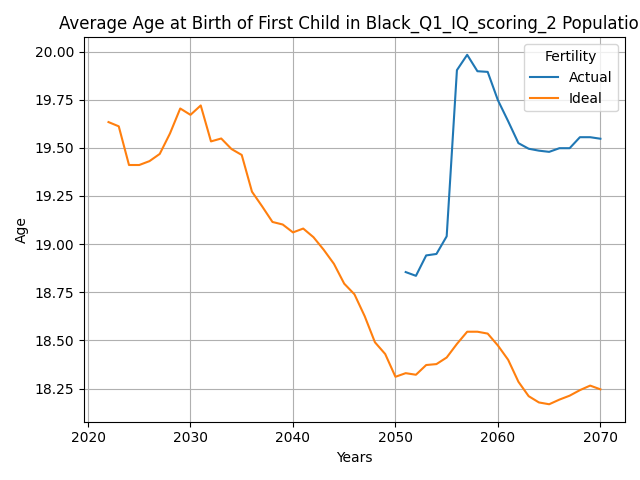 Average Age at Birth of First Child in Black_Q1_IQ_scoring_2 Populatio
20.00
19.75
19.50
19.25
19.00
18.75
18.50
18.25
Age
Fertility
Actual
Ideal
2020 2030 2040 2050 2060 2070
Years